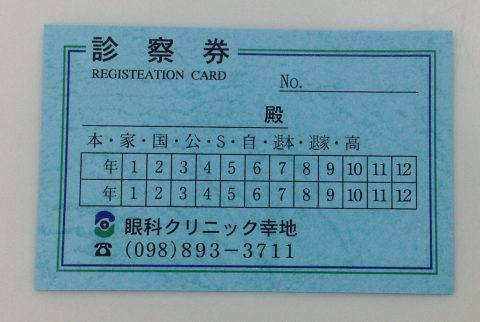 診察券
REGISTEATION CARD
No.
殿
本・家・国・公・S・自・退本・退家・高
年 1 2 3 4 5 6 7 8 9 10 11 12
年 1 2 3 4 5 6 7 8 9 10 11 12
眼科クリニック幸地
☎ (098)893－3711